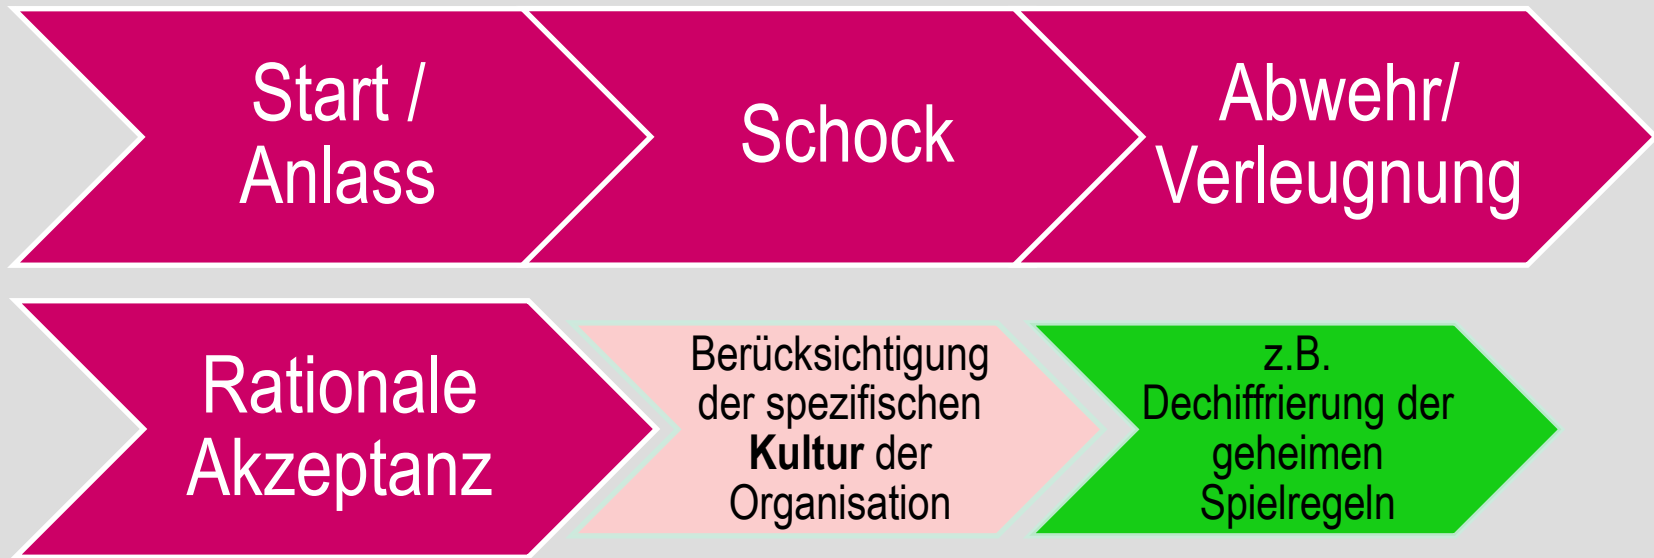 Start /
Anlass
Schock
Abwehr/
Verleugnung
Rationale
Akzeptanz
Berücksichtigung
der spezifischen
Kultur der
Organisation
z.B.
Dechiffrierung der
geheimen
Spielregeln